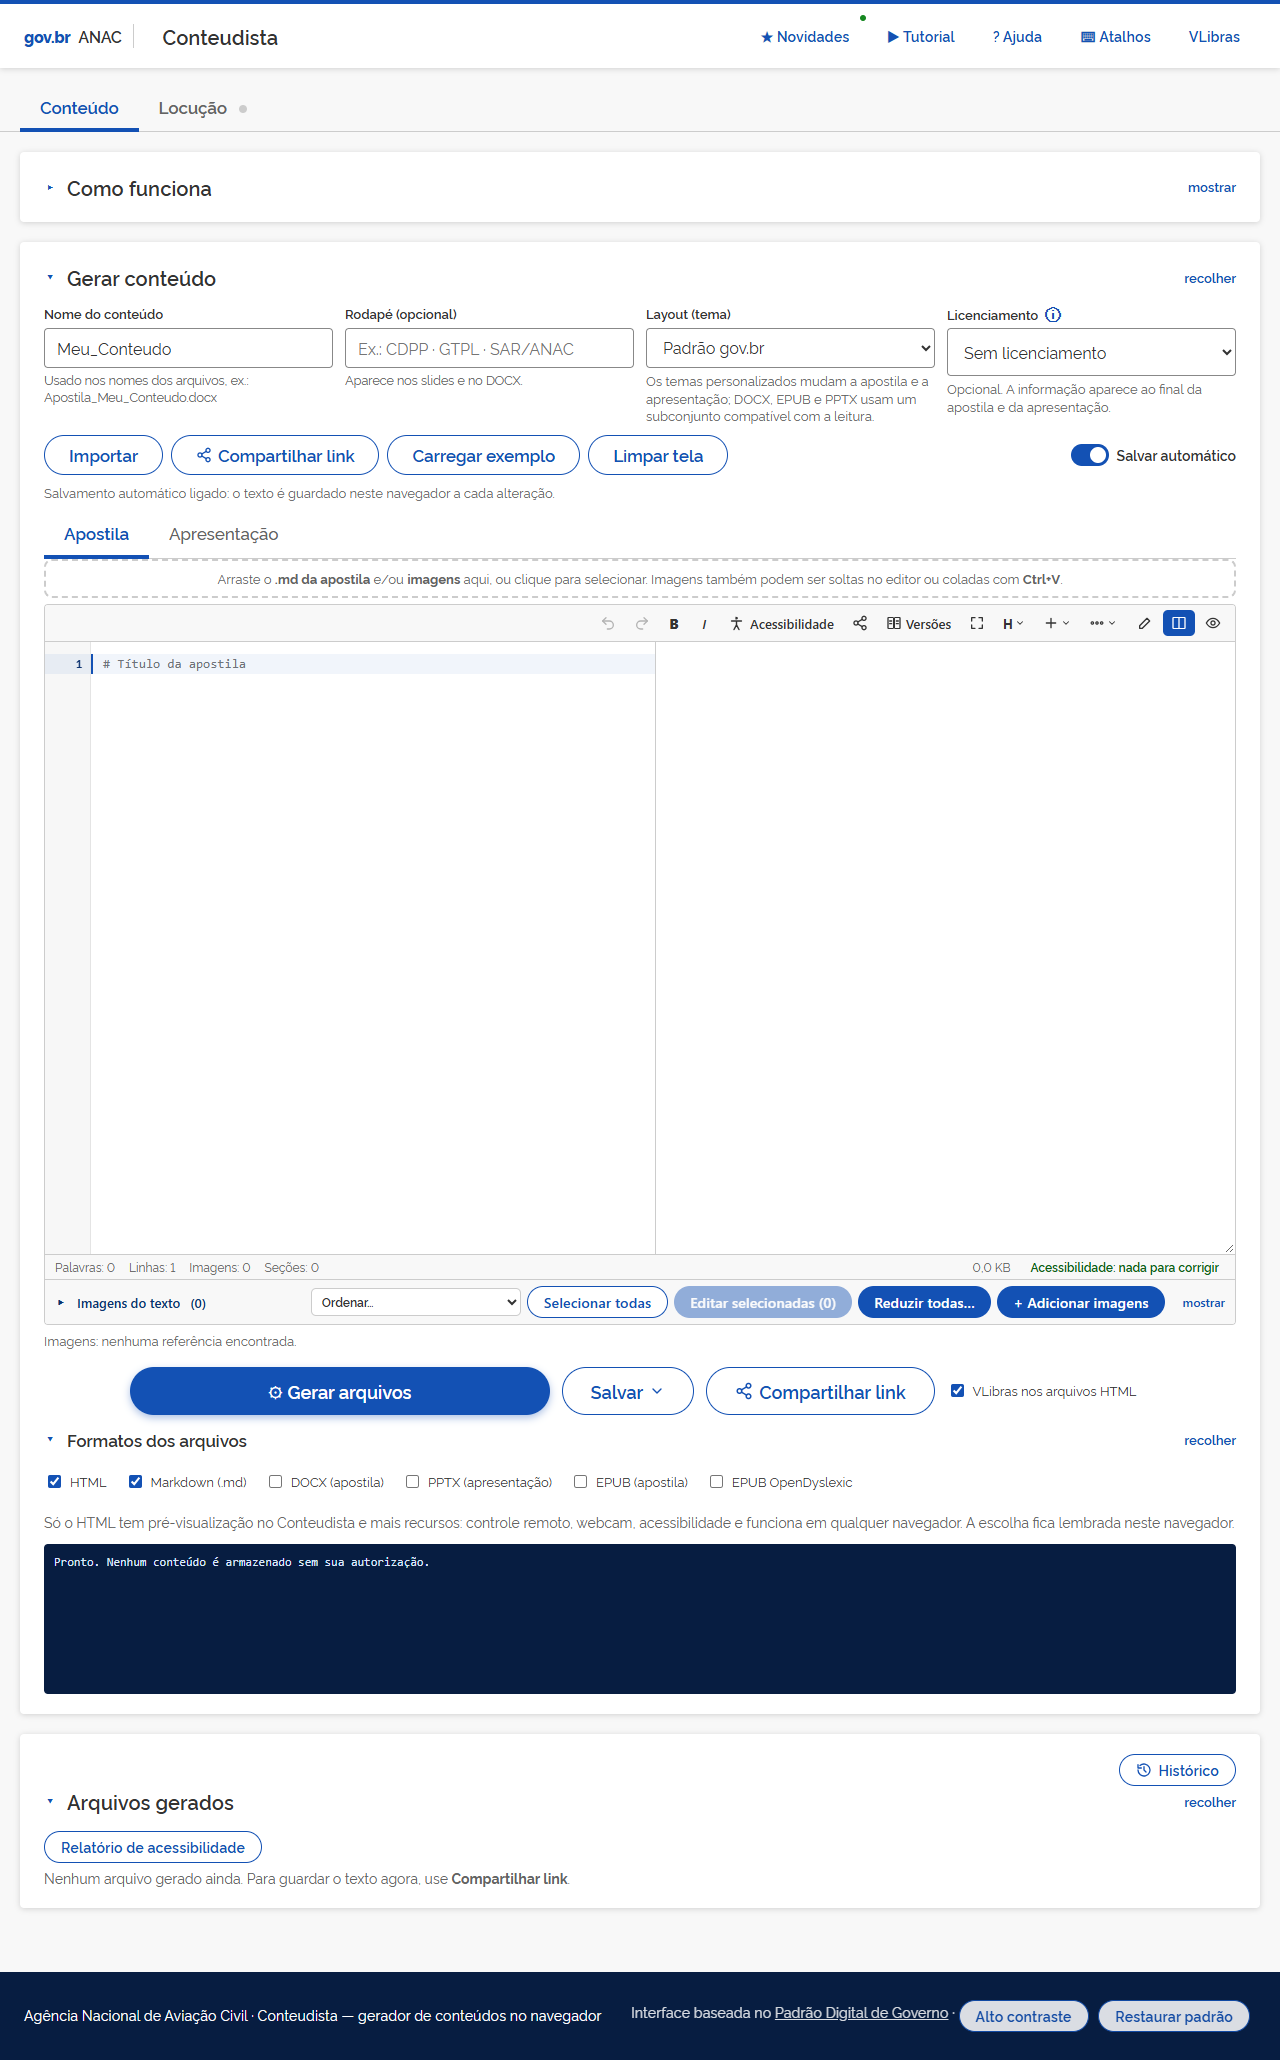 gov.br ANAC Conteudista ★ Novidades ▶ Tutorial ? Ajuda ⌨ Atalhos VLibras
Conteúdo Locução
Como funciona mostrar
Gerar conteúdo recolher
Nome do conteúdo Rodapé (opcional) Layout (tema) Licenciamento
Meu_Conteudo Ex.: CDPP · GTPL · SAR/ANAC Padrão gov.br Sem licenciamento
Usado nos nomes dos arquivos, ex.:
Apostila_Meu_Conteudo.docx
Aparece nos slides e no DOCX.
Os temas personalizados mudam a apostila e a
apresentação; DOCX, EPUB e PPTX usam um
subconjunto compatível com a leitura.
Opcional. A informação aparece ao final da
apostila e da apresentação.
Importar Compartilhar link Carregar exemplo Limpar tela Salvar automático
Salvamento automático ligado: o texto é guardado neste navegador a cada alteração.
Apostila Apresentação
Arraste o .md da apostila e/ou imagens aqui, ou clique para selecionar. Imagens também podem ser soltas no editor ou coladas com Ctrl+V.
B I Acessibilidade Versões H
1 # Título da apostila
Palavras: 0 Linhas: 1 Imagens: 0 Seções: 0 0,0 KB Acessibilidade: nada para corrigir
Imagens do texto (0) Ordenar... Selecionar todas Editar selecionadas (0) Reduzir todas... + Adicionar imagens mostrar
Imagens: nenhuma referência encontrada.
⚙ Gerar arquivos Salvar Compartilhar link VLibras nos arquivos HTML
Formatos dos arquivos recolher
HTML Markdown (.md) DOCX (apostila) PPTX (apresentação) EPUB (apostila) EPUB OpenDyslexic
Só o HTML tem pré-visualização no Conteudista e mais recursos: controle remoto, webcam, acessibilidade e funciona em qualquer navegador. A escolha fica lembrada neste navegador.
Pronto. Nenhum conteúdo é armazenado sem sua autorização.
Histórico
Arquivos gerados recolher
Relatório de acessibilidade
Nenhum arquivo gerado ainda. Para guardar o texto agora, use Compartilhar link.
Agência Nacional de Aviação Civil · Conteudista — gerador de conteúdos no navegador Interface baseada no Padrão Digital de Governo · Alto contraste Restaurar padrão